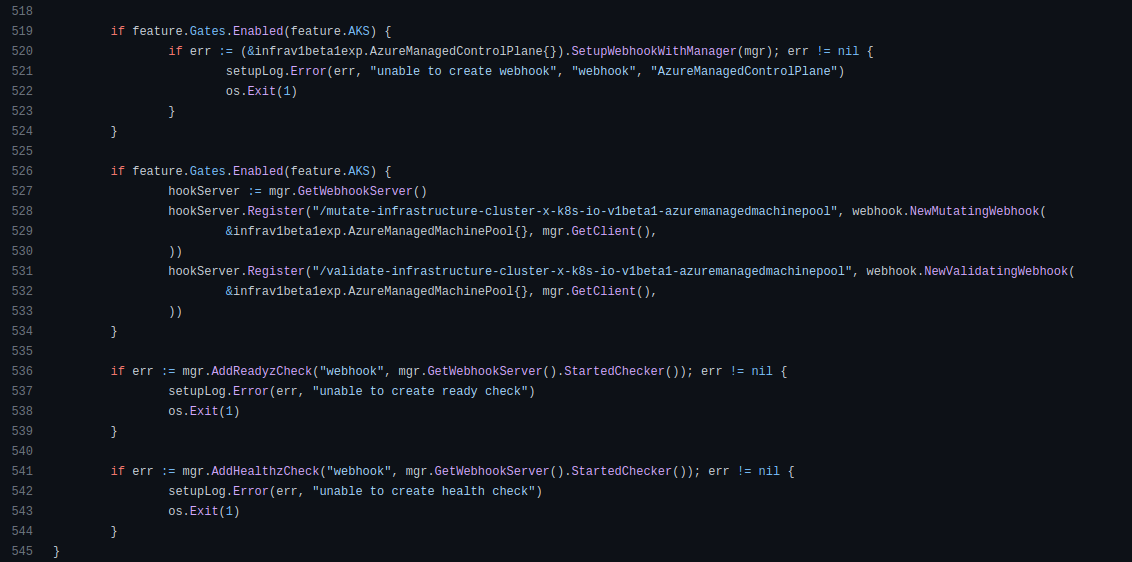 518
519 if feature.Gates.Enabled(feature.AKS) {
520 if err := (&infrav1beta1exp.AzureManagedControlPlane{}).SetupWebhookWithManager(mgr); err != nil {
521 setupLog.Error(err, "unable to create webhook", "webhook", "AzureManagedControlPlane")
522 os.Exit(1)
523 }
524 }
525
526 if feature.Gates.Enabled(feature.AKS) {
527 hookServer := mgr.GetWebhookServer()
528 hookServer.Register("/mutate-infrastructure-cluster-x-k8s-io-v1beta1-azuremanagedmachinepool", webhook.NewMutatingWebhook(
529 &infrav1beta1exp.AzureManagedMachinePool{}, mgr.GetClient(),
530 ))
531 hookServer.Register("/validate-infrastructure-cluster-x-k8s-io-v1beta1-azuremanagedmachinepool", webhook.NewValidatingWebhook(
532 &infrav1beta1exp.AzureManagedMachinePool{}, mgr.GetClient(),
533 ))
534 }
535
536 if err := mgr.AddReadyzCheck("webhook", mgr.GetWebhookServer().StartedChecker()); err != nil {
537 setupLog.Error(err, "unable to create ready check")
538 os.Exit(1)
539 }
540
541 if err := mgr.AddHealthzCheck("webhook", mgr.GetWebhookServer().StartedChecker()); err != nil {
542 setupLog.Error(err, "unable to create health check")
543 os.Exit(1)
544 }
545 }